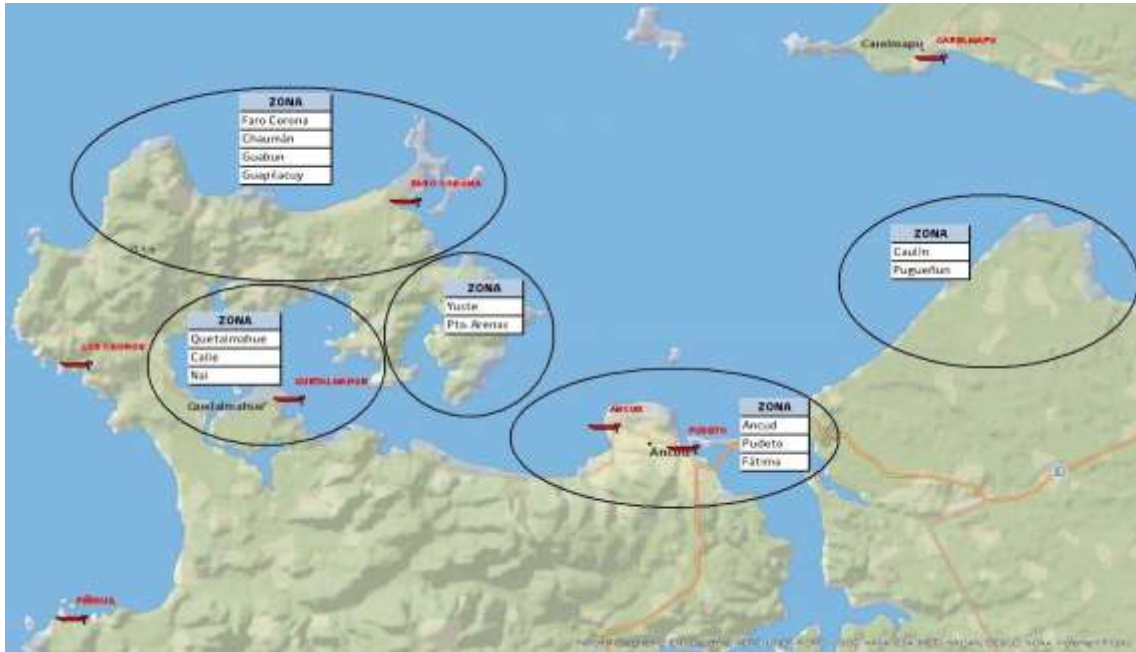 Carelmapu
CARELMAPU
ZONA
Faro Corona
Chaumán
Guabun
Guapilacuy
FARO CORONA
ZONA
Caulín
Pugueñun
ZONA
Yuste
Pto. Arenas
ZONA
Quetalmahue
Calle
Nal
QUETALMAHUE
Quetalmahue
ANCUD
PUDETO
Ancud
ZONA
Ancud
Pudeto
Fátima